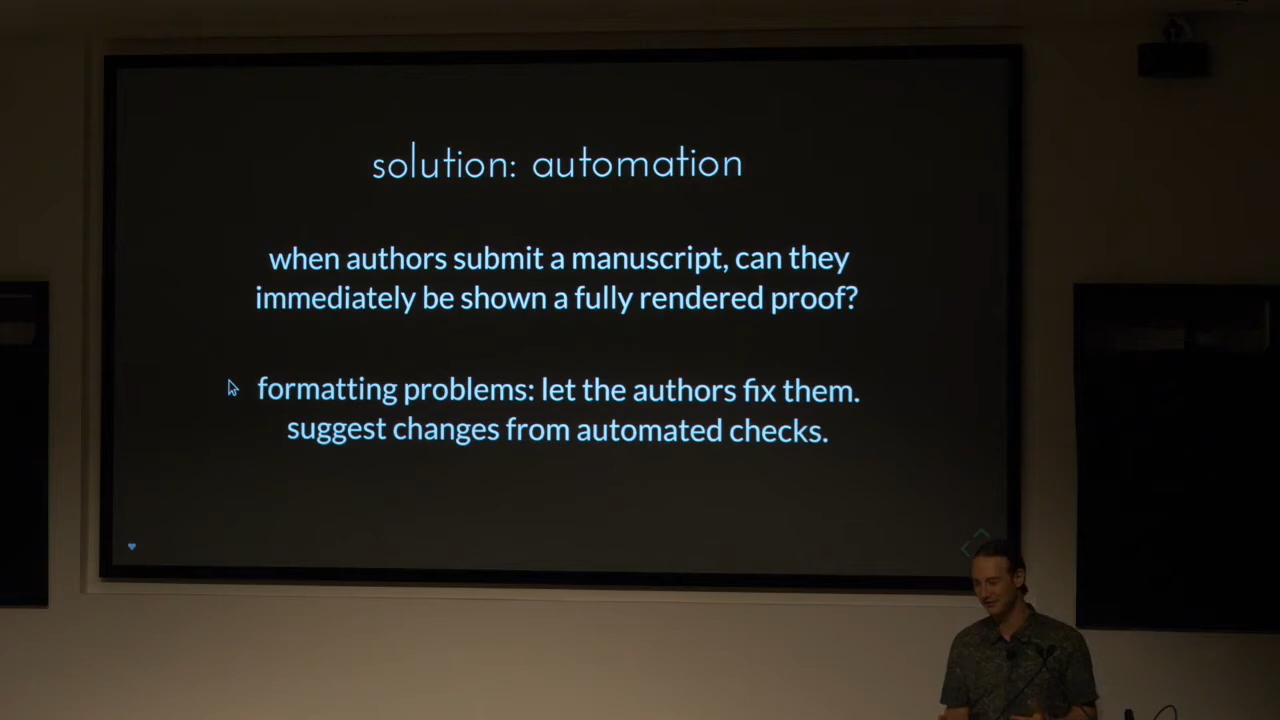 solution: automation
when authors submit a manuscript, can they
immediately be shown a fully rendered proof?
formatting problems: let the authors fix them.
suggest changes from automated checks.